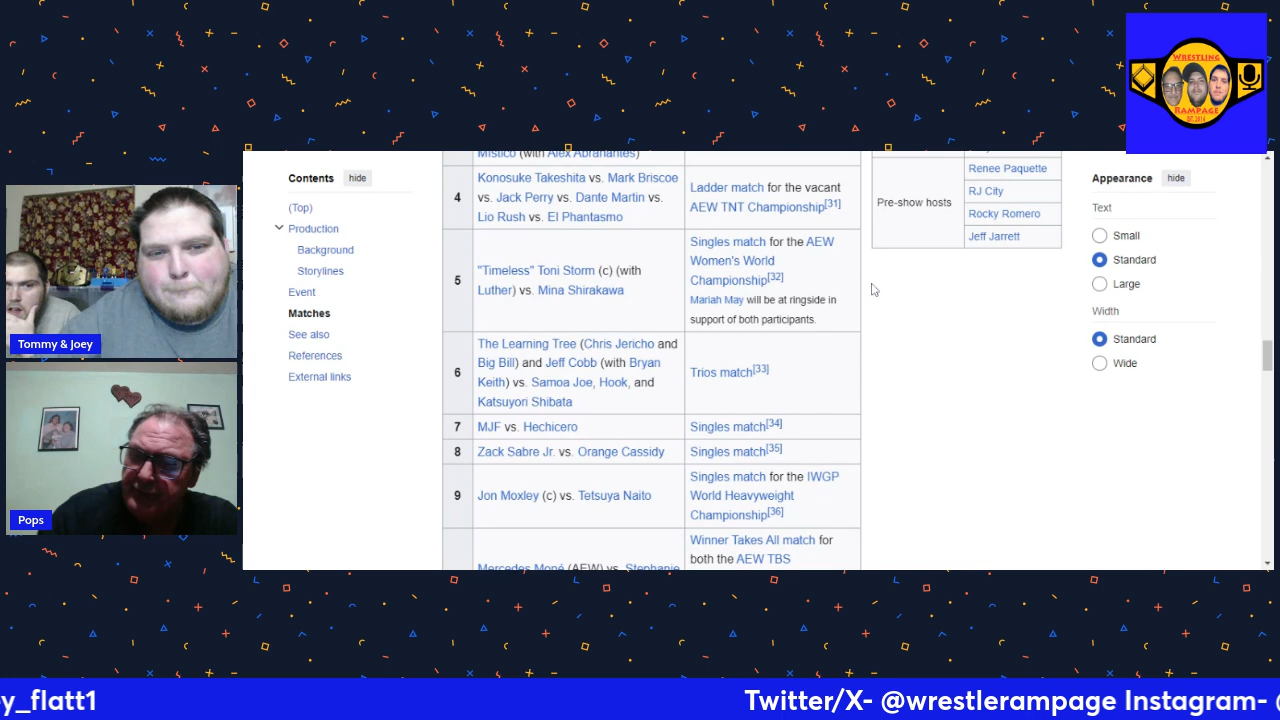 WRESTLING
RAMPAGE
EST. 2016
Mistico (with Alex Abrahantes)
4
Konosuke Takeshita vs. Mark Briscoe
vs. Jack Perry vs. Dante Martin vs.
Lio Rush vs. El Phantasmo
Ladder match for the vacant
AEW TNT Championship[31]
5
"Timeless" Toni Storm (c) (with
Luther) vs. Mina Shirakawa
Singles match for the AEW
Women's World
Championship[32]
Mariah May will be at ringside in
support of both participants.
6
The Learning Tree (Chris Jericho and
Big Bill) and Jeff Cobb (with Bryan
Keith) vs. Samoa Joe, Hook, and
Katsuyori Shibata
Trios match[33]
7
MJF vs. Hechicero
Singles match[34]
8
Zack Sabre Jr. vs. Orange Cassidy
Singles match[35]
9
Jon Moxley (c) vs. Tetsuya Naito
Singles match for the IWGP
World Heavyweight
Championship[36]
Mercedes Moné (AEW) vs. Stephanie
Winner Takes All match for
both the AEW TBS
Contents
hide
(Top)
Production
Background
Storylines
Event
Matches
See also
References
External links
Pre-show hosts
Renee Paquette
RJ City
Rocky Romero
Jeff Jarrett
Appearance
hide
Text
Small
Standard
Large
Width
Standard
Wide
Tommy & Joey
Pops
y_flatt1
Twitter/X- @wrestlerampage Instagram-